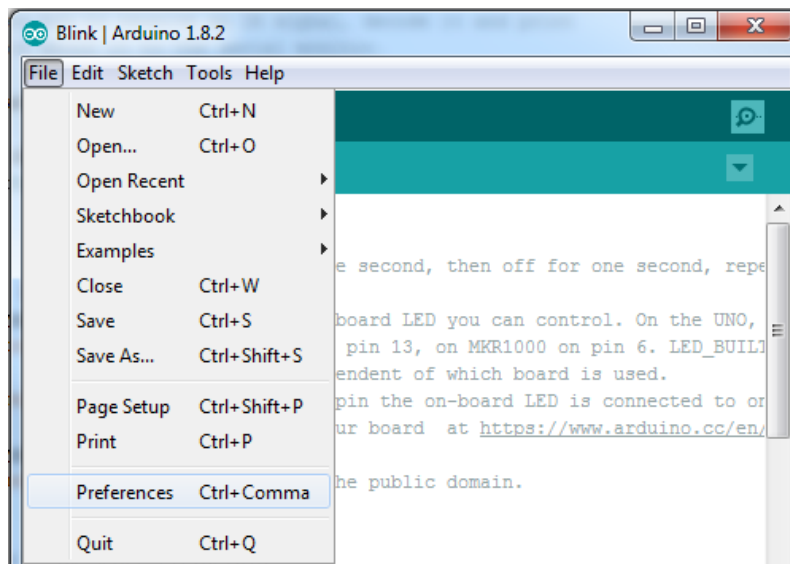 Blink | Arduino 1.8.2
File Edit Sketch Tools Help
New Ctrl+N
Open... Ctrl+O
Open Recent
Sketchbook
Examples
Close Ctrl+W
Save Ctrl+S
Save As... Ctrl+Shift+S
Page Setup Ctrl+Shift+P
Print Ctrl+P
Preferences Ctrl+Comma
Quit Ctrl+Q
e second, then off for one second, repe
board LED you can control. On the UNO,
pin 13, on MKR1000 on pin 6. LED_BUILT
endent of which board is used.
pin the on-board LED is connected to on
ur board at https://www.arduino.cc/en/
he public domain.